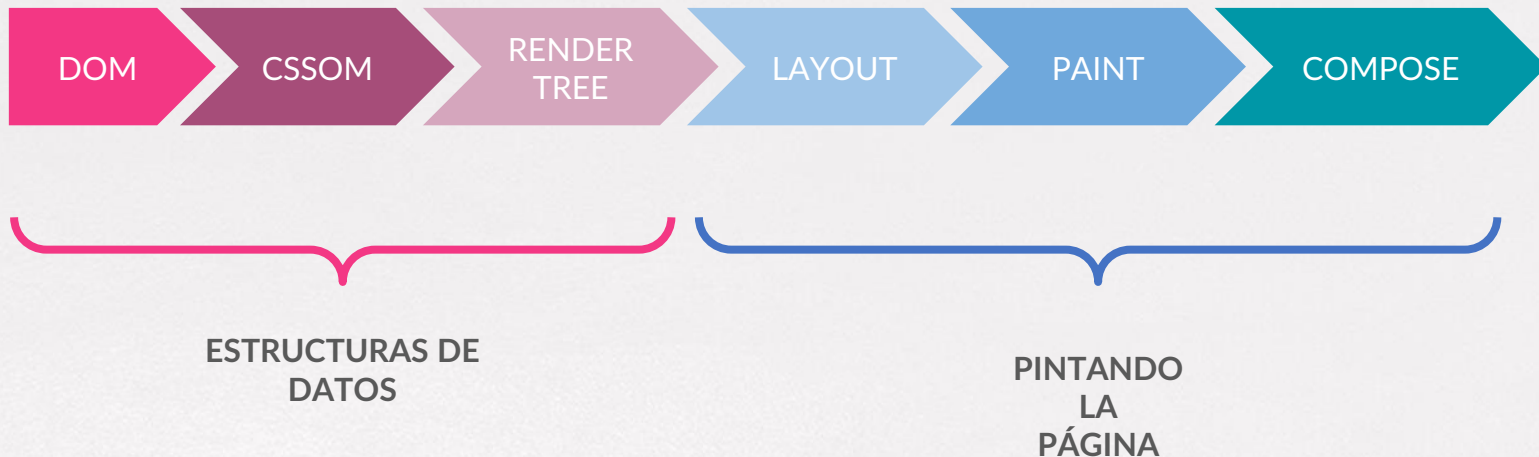 DOM
CSSOM
RENDER
TREE
LAYOUT
PAINT
COMPOSE
ESTRUCTURAS DE
DATOS
PINTANDO
LA
PÁGINA